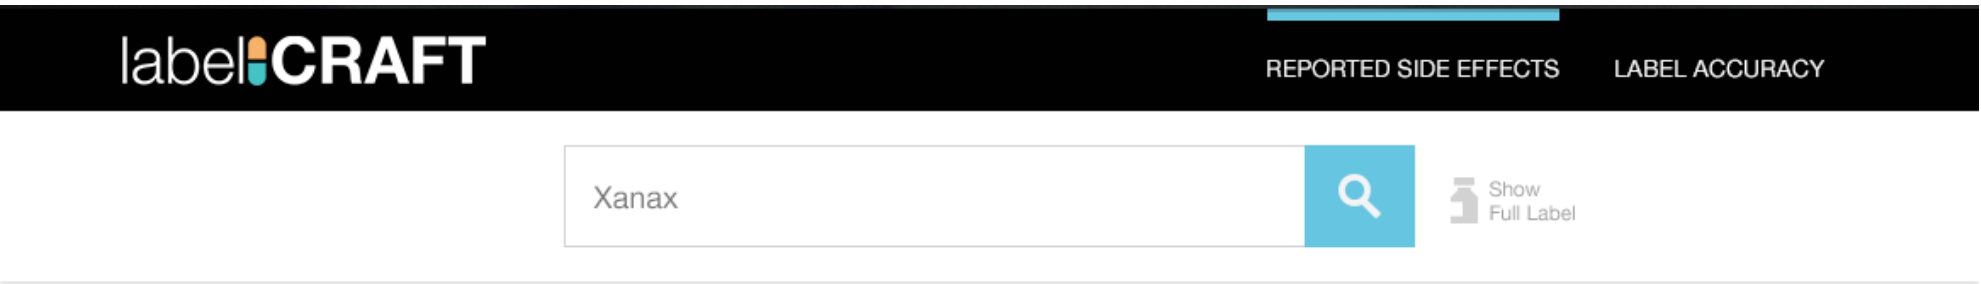 labelCRAFT
REPORTED SIDE EFFECTS
LABEL ACCURACY
Xanax
Show
Full Label